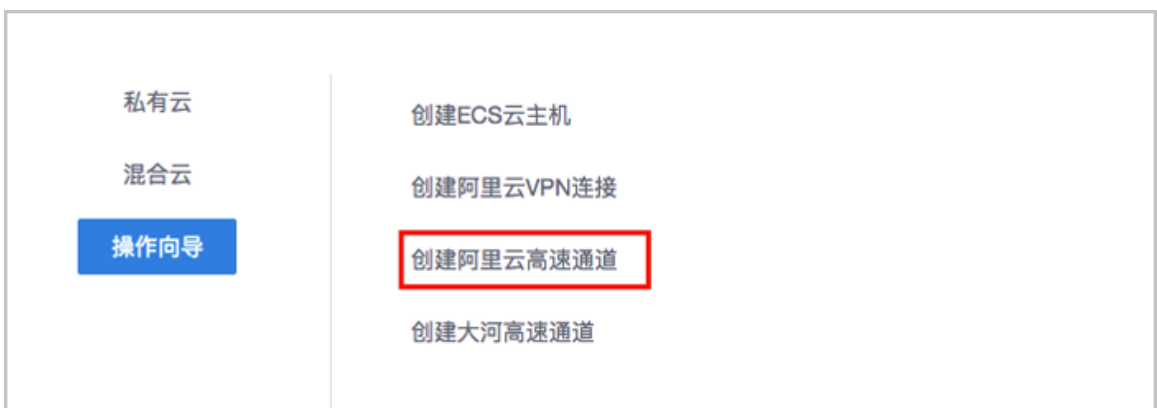 私有云
混合云
操作向导
创建ECS云主机
创建阿里云VPN连接
创建阿里云高速通道
创建大河高速通道